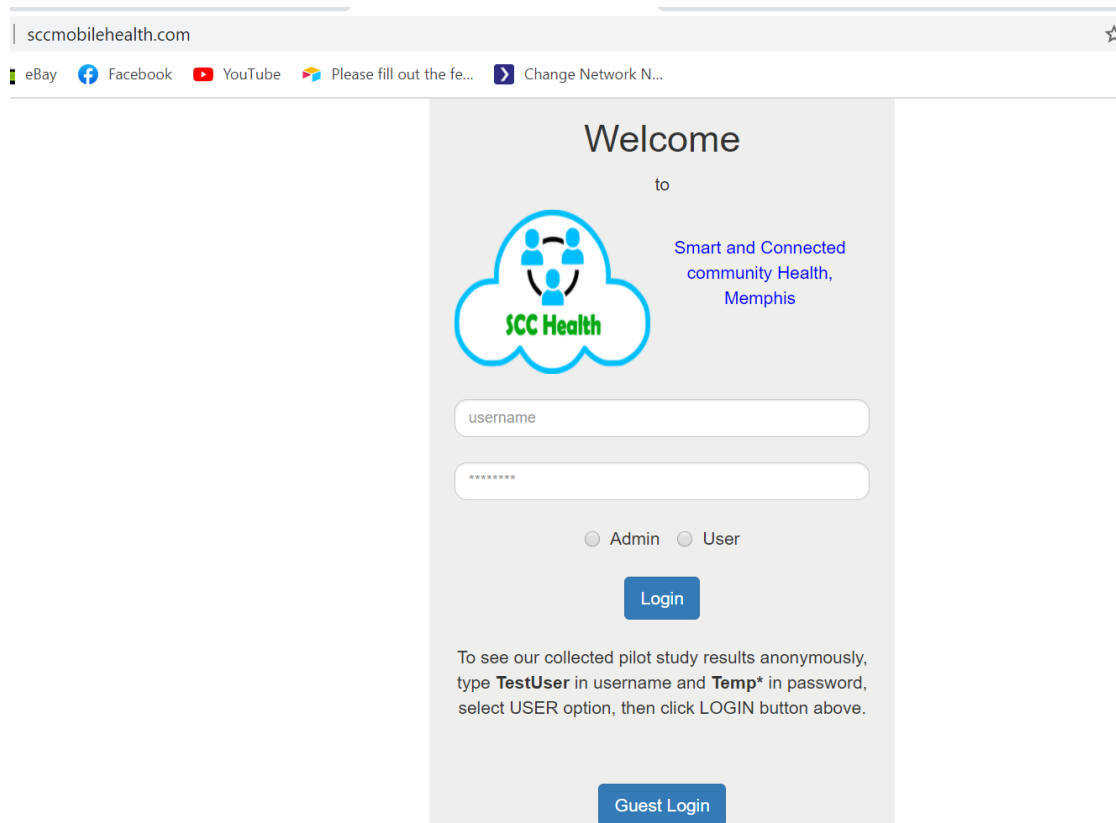 sccmobilehealth.com
eBay Facebook YouTube Please fill out the fe... Change Network N...
Welcome
to
Smart and Connected
community Health,
Memphis
SCC Health
username
********
Admin User
Login
To see our collected pilot study results anonymously,
type TestUser in username and Temp* in password,
select USER option, then click LOGIN button above.
Guest Login